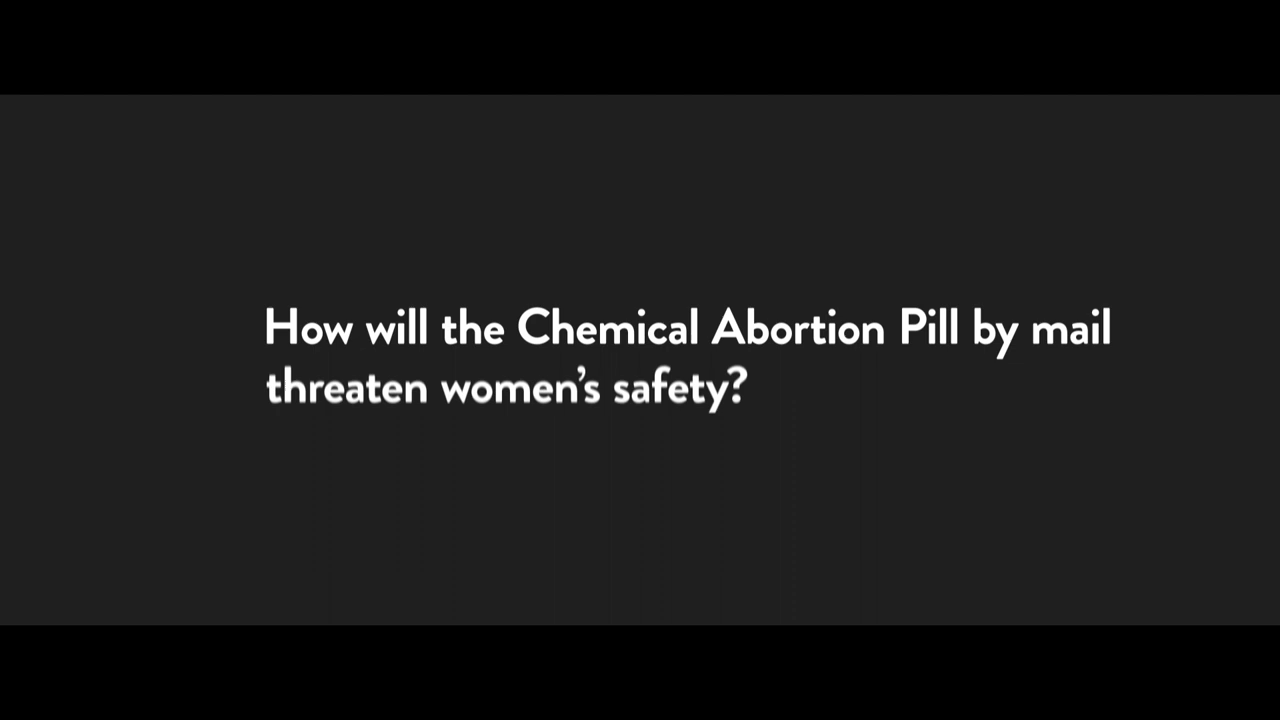 How will the Chemical Abortion Pill by mail
threaten women’s safety?